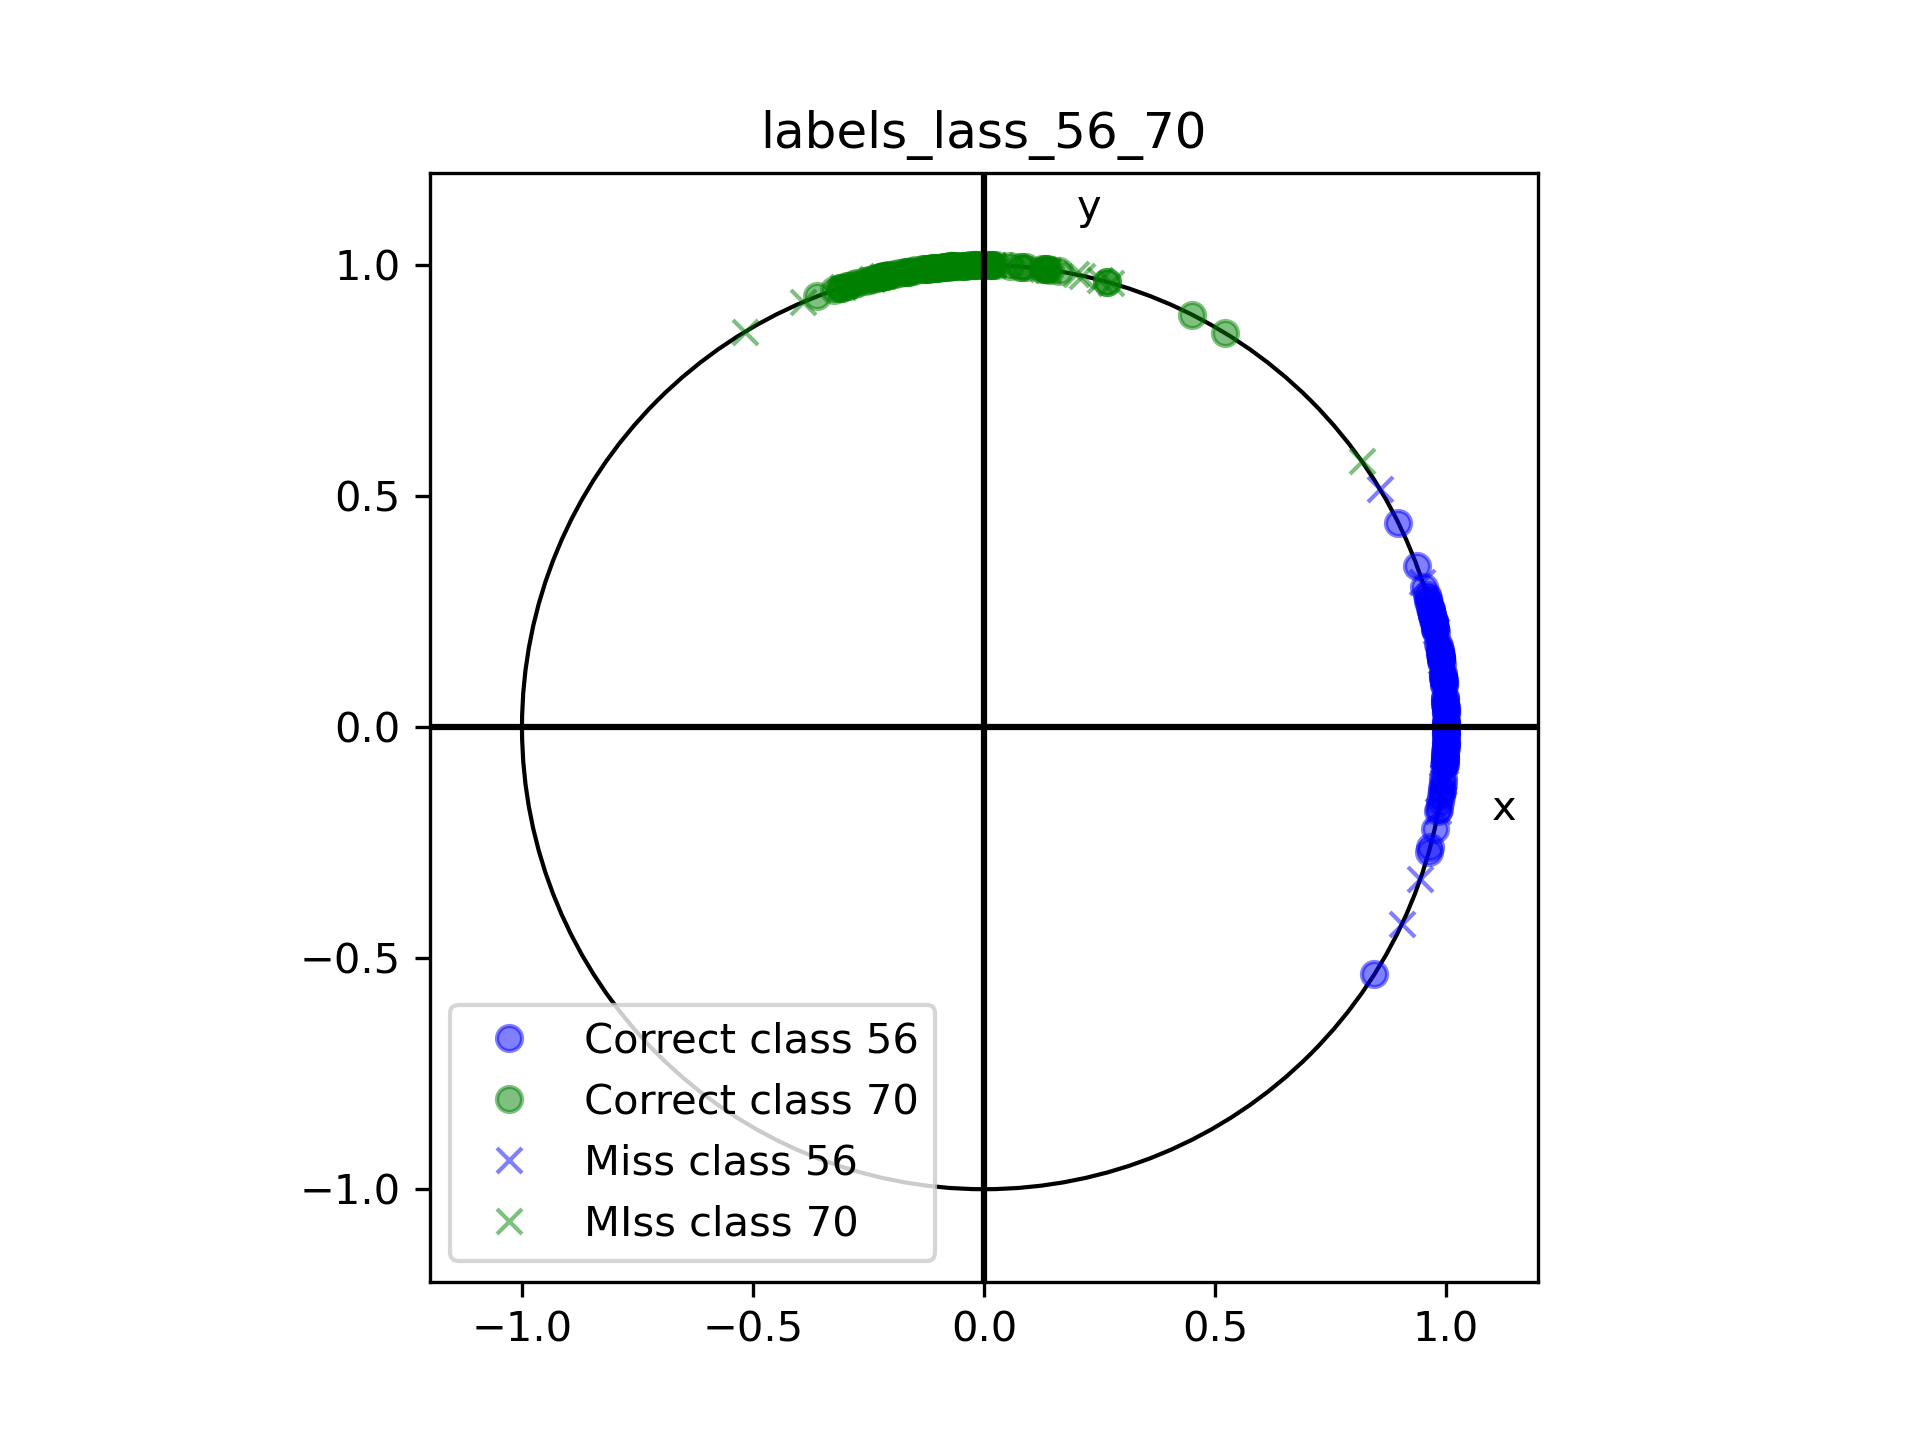 labels_lass_56_70
y
1.0
0.5
0.0
x
−0.5
−1.0
Correct class 56
Correct class 70
Miss class 56
MIss class 70
−1.0 −0.5 0.0 0.5 1.0